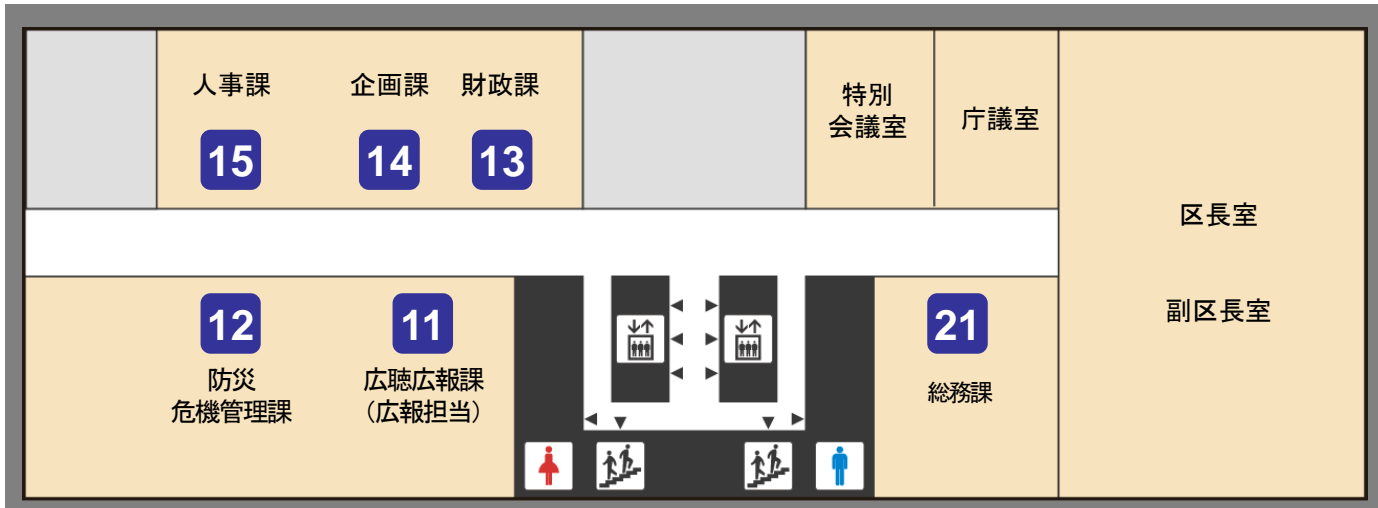 人事課
企画課
財政課
特別
会議室
庁議室
15
14
13
区長室
副区長室
12
11
21
防災
危機管理課
広聴広報課
（広報担当）
総務課